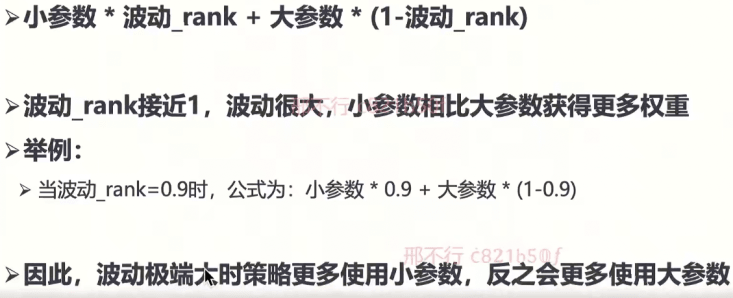 ➢小参数 * 波动_rank + 大参数 * (1-波动_rank)
➢波动_rank接近1，波动很大，小参数相比大参数获得更多权重
➢举例：
➢当波动_rank=0.9时，公式为：小参数 * 0.9 + 大参数 * (1-0.9)
邢不行 c821b50f
➢因此，波动极端大时策略更多使用小参数，反之会更多使用大参数